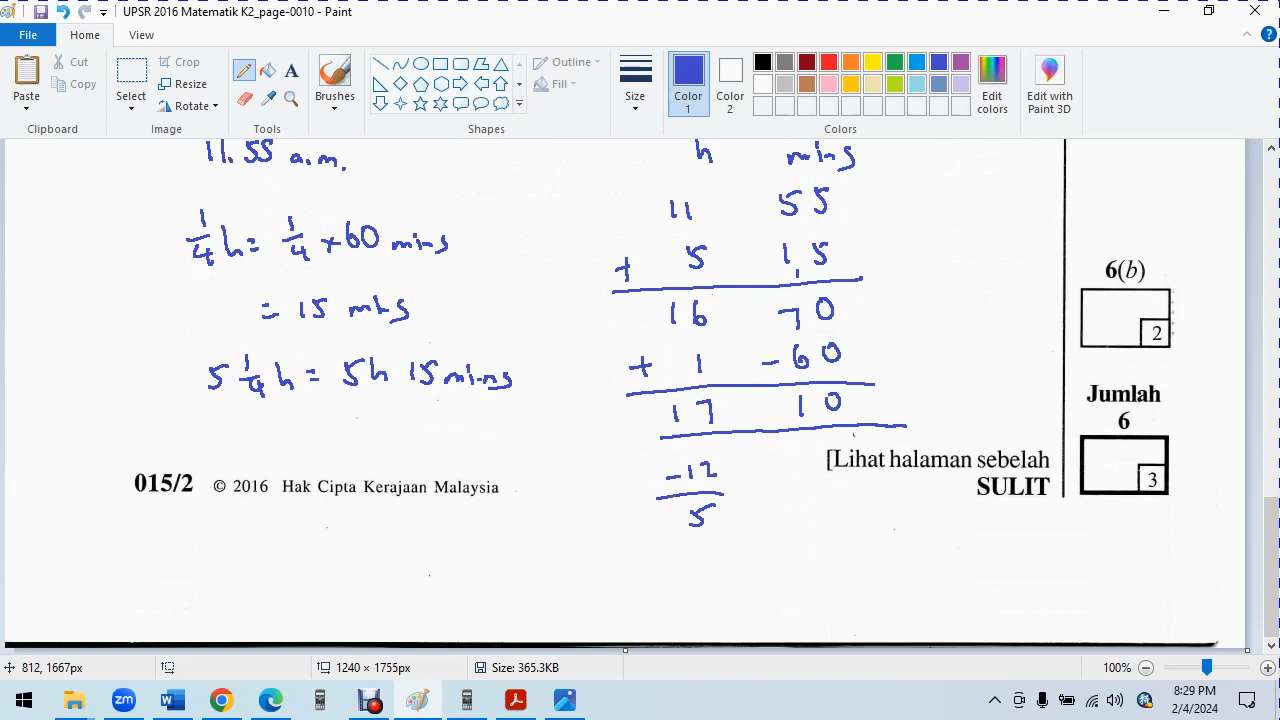 UPSR 2016 Matematik K2_page-0010 - Paint
File Home View
Paste Cut Copy Clipboard
Select Crop Resize Rotate Image
Tools
Brushes
Outline Fill Shapes
Size
Color 1 Color 2 Edit colors Colors
Edit with Paint 3D
11.55 a.m.
1/4 h = 1/4 × 60 mins
= 15 mins
5 1/4 h = 5h 15 mins
h mins
11 55
+ 5 15
16 70
+ 1 - 60
17 10
- 12
5
6(b)
2
Jumlah
6
3
[Lihat halaman sebelah
SULIT
015/2 © 2016 Hak Cipta Kerajaan Malaysia
812, 1667px 1240 × 1755px Size: 365.3KB 100%
8:29 PM
2/4/2024